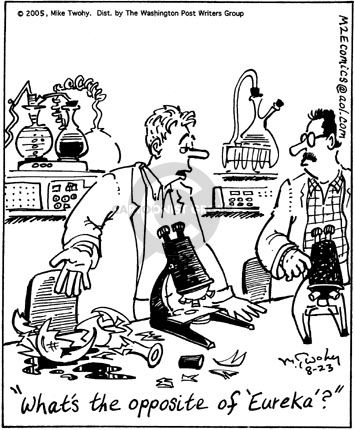 © 2005, Mike Twohy. Dist. by The Washington Post Writers Group
M2Ecomics@aol.com
M. Twohy
8-23
"What's the opposite of 'Eureka'?"